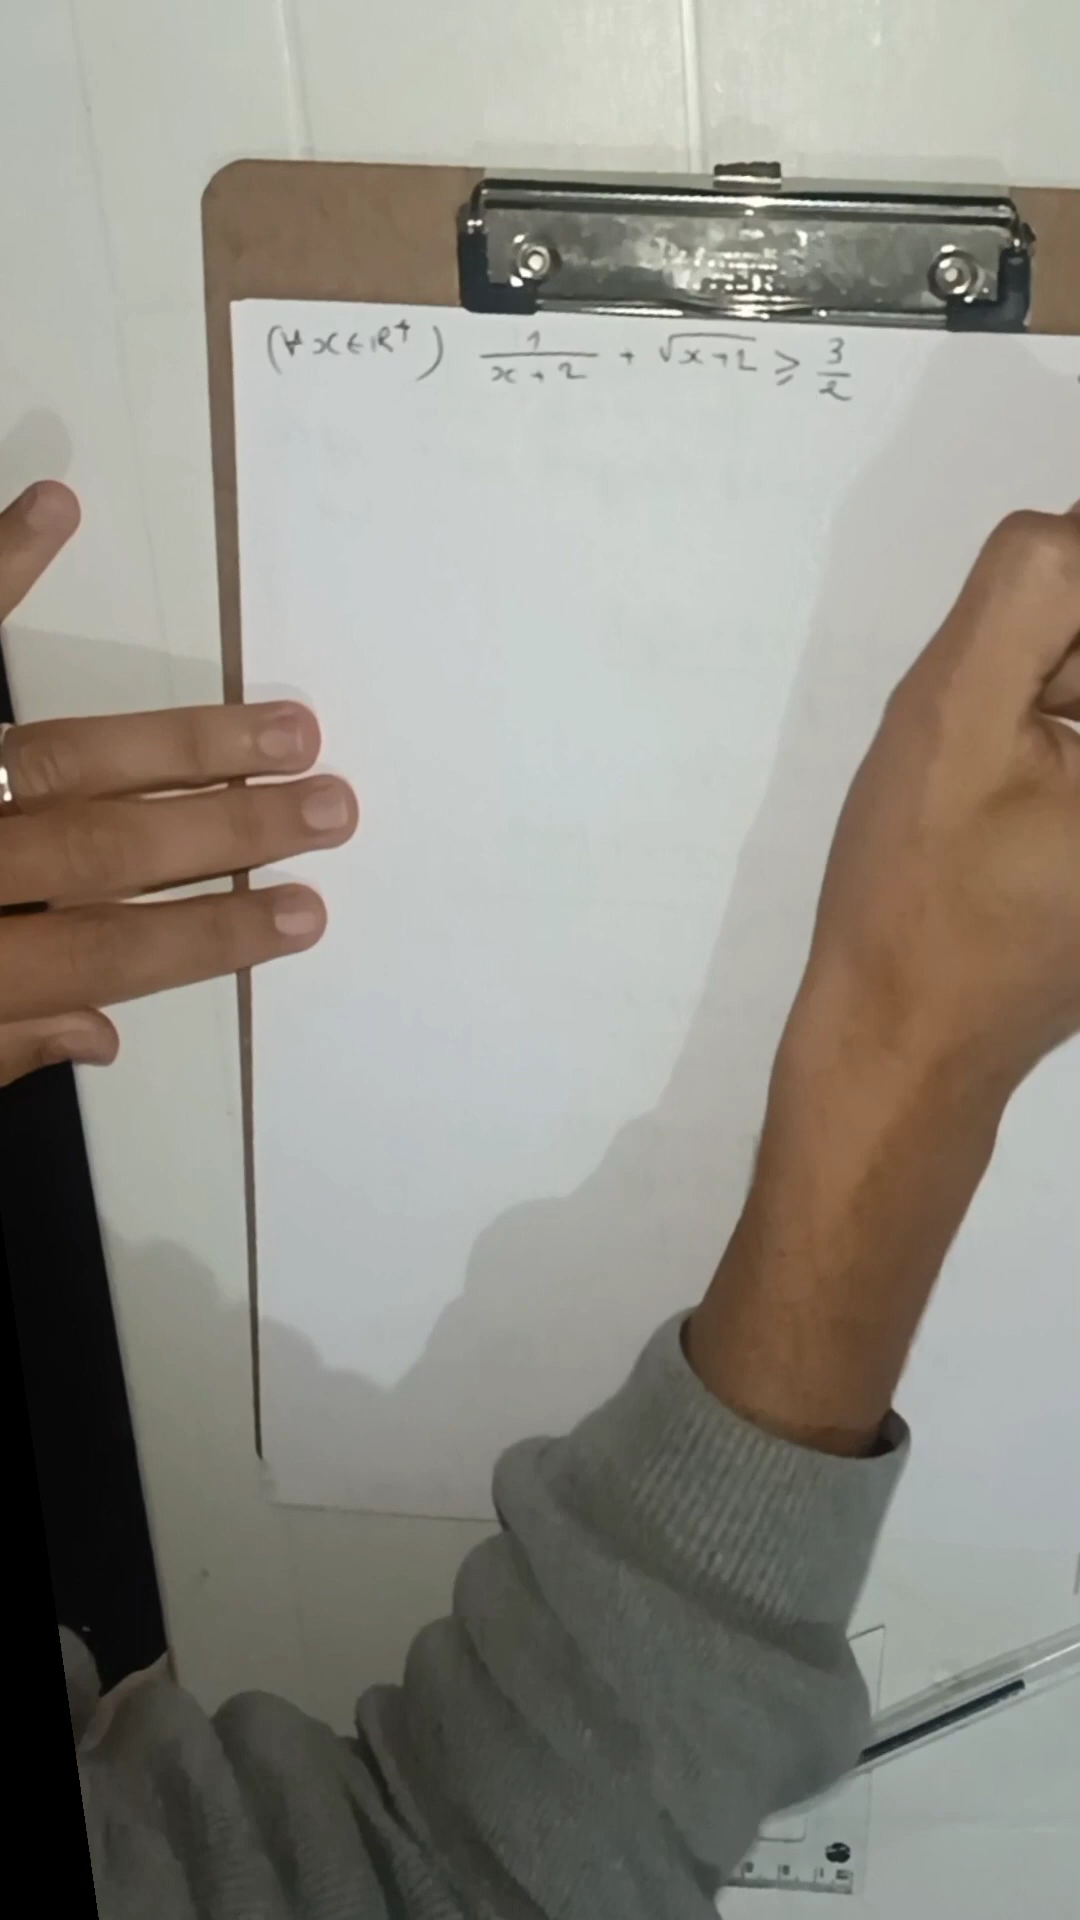 (∀x∈ℝ⁺) 1/(x+2) + √(x+2) ≥ 3/2